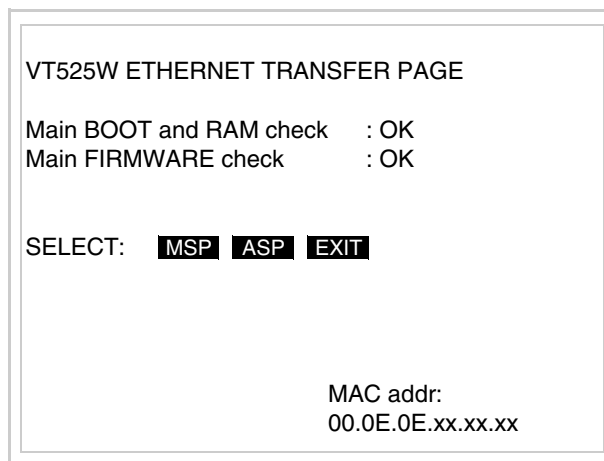 VT525W ETHERNET TRANSFER PAGE
Main BOOT and RAM check : OK
Main FIRMWARE check : OK
SELECT: MSP ASP EXIT
MAC addr:
00.0E.0E.xx.xx.xx